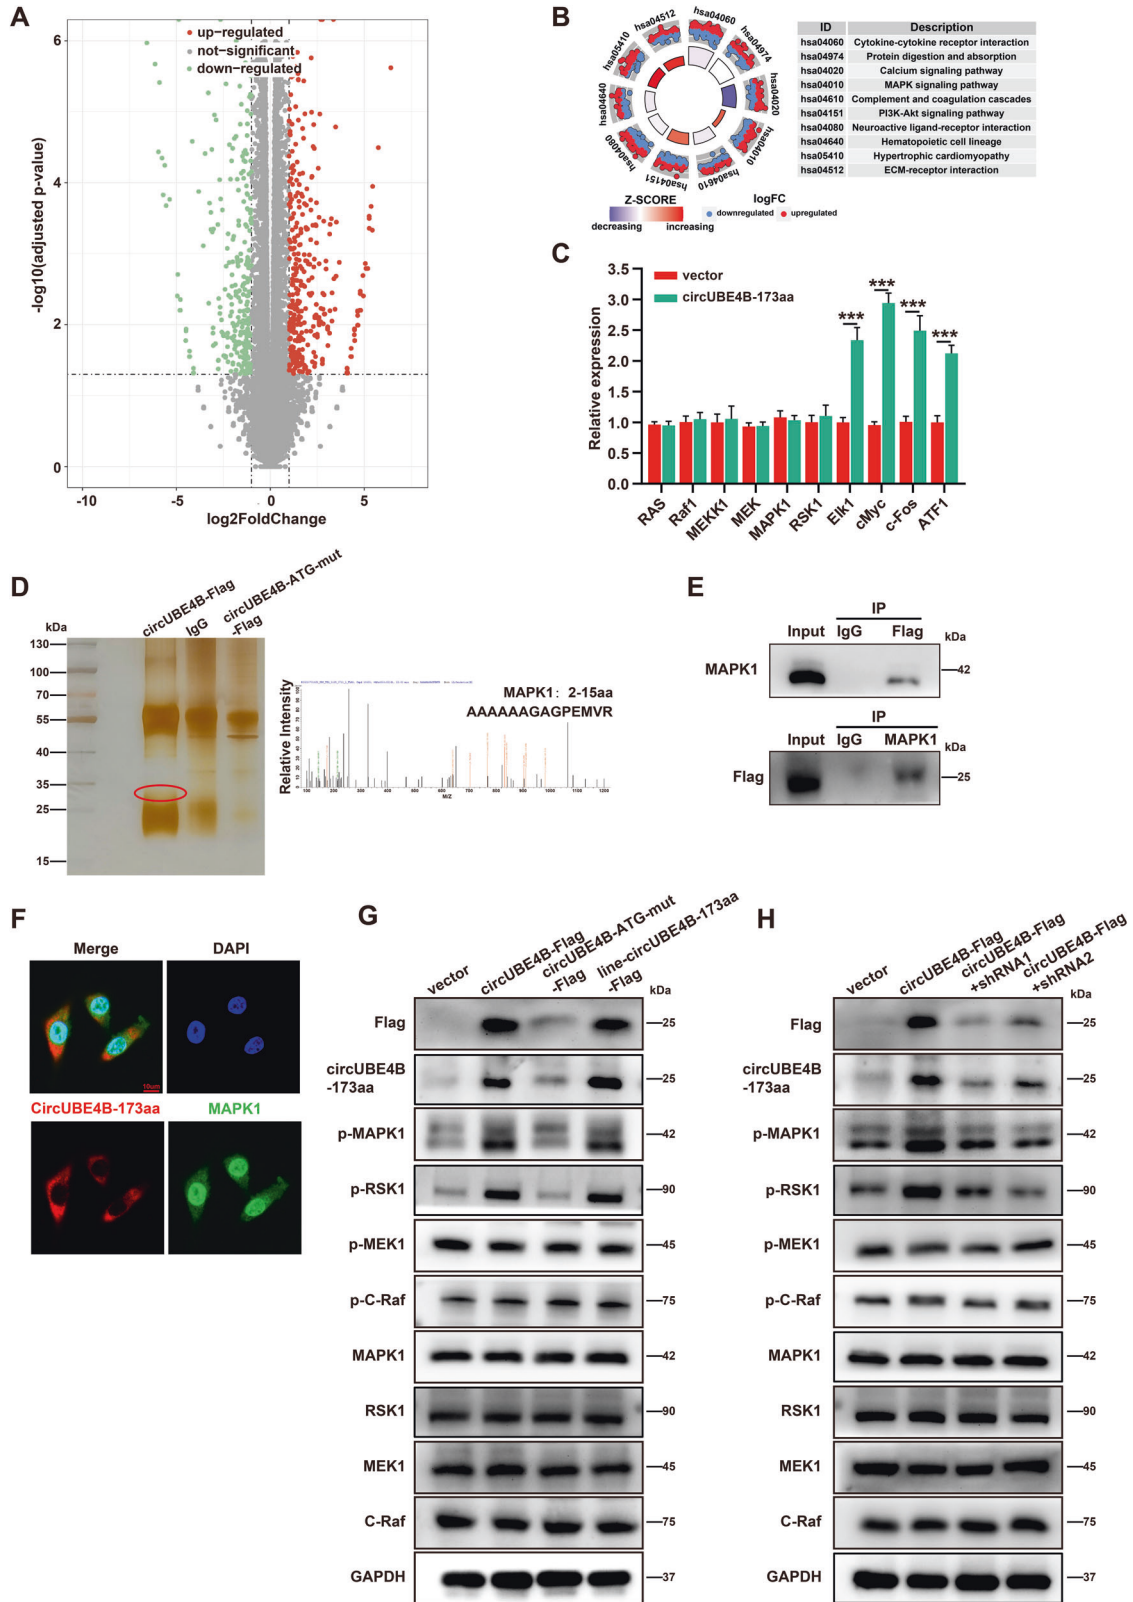 A
6
4
2
0
-log10(adjusted p-value)
up-regulated
not-significant
down-regulated
-10
-5
0
5
log2FoldChange
B
hsa04512
hsa04060
hsa05410
hsa04974
hsa04640
hsa04020
hsa04080
hsa04010
hsa04151
hsa04610
Z-SCORE
decreasing
increasing
logFC
downregulated
upregulated
ID Description
hsa04060 Cytokine-cytokine receptor interaction
hsa04974 Protein digestion and absorption
hsa04020 Calcium signaling pathway
hsa04010 MAPK signaling pathway
hsa04610 Complement and coagulation cascades
hsa04151 PI3K-Akt signaling pathway
hsa04080 Neuroactive ligand-receptor interaction
hsa04640 Hematopoietic cell lineage
hsa05410 Hypertrophic cardiomyopathy
hsa04512 ECM-receptor interaction
C
Relative expression
3.5
3.0
2.5
2.0
1.5
1.0
0.5
0.0
vector
circUBE4B-173aa
*** *** *** ***
RAS Raf1 MEKK1 MEK MAPK1 RSK1 Elk1 cMyc c-Fos ATF1
D
kDa
circUBE4B-Flag
IgG
circUBE4B-ATG-mut
-Flag
130
100
70
55
40
35
25
15
Relative Intensity
MAPK1: 2-15aa
AAAAAAGAGPEMVR
M/Z
E
IP
Input IgG Flag kDa
MAPK1 42
IP
Input IgG MAPK1 kDa
Flag 25
F
Merge DAPI
10um
CircUBE4B-173aa MAPK1
G
vector
circUBE4B-Flag
circUBE4B-ATG-mut
-Flag
line-circUBE4B-173aa
-Flag
kDa
Flag 25
circUBE4B
-173aa 25
p-MAPK1 42
p-RSK1 90
p-MEK1 45
p-C-Raf 75
MAPK1 42
RSK1 90
MEK1 45
C-Raf 75
GAPDH 37
H
vector
circUBE4B-Flag
circUBE4B-Flag
+shRNA1
circUBE4B-Flag
+shRNA2
kDa
Flag 25
circUBE4B
-173aa 25
p-MAPK1 42
p-RSK1 90
p-MEK1 45
p-C-Raf 75
MAPK1 42
RSK1 90
MEK1 45
C-Raf 75
GAPDH 37